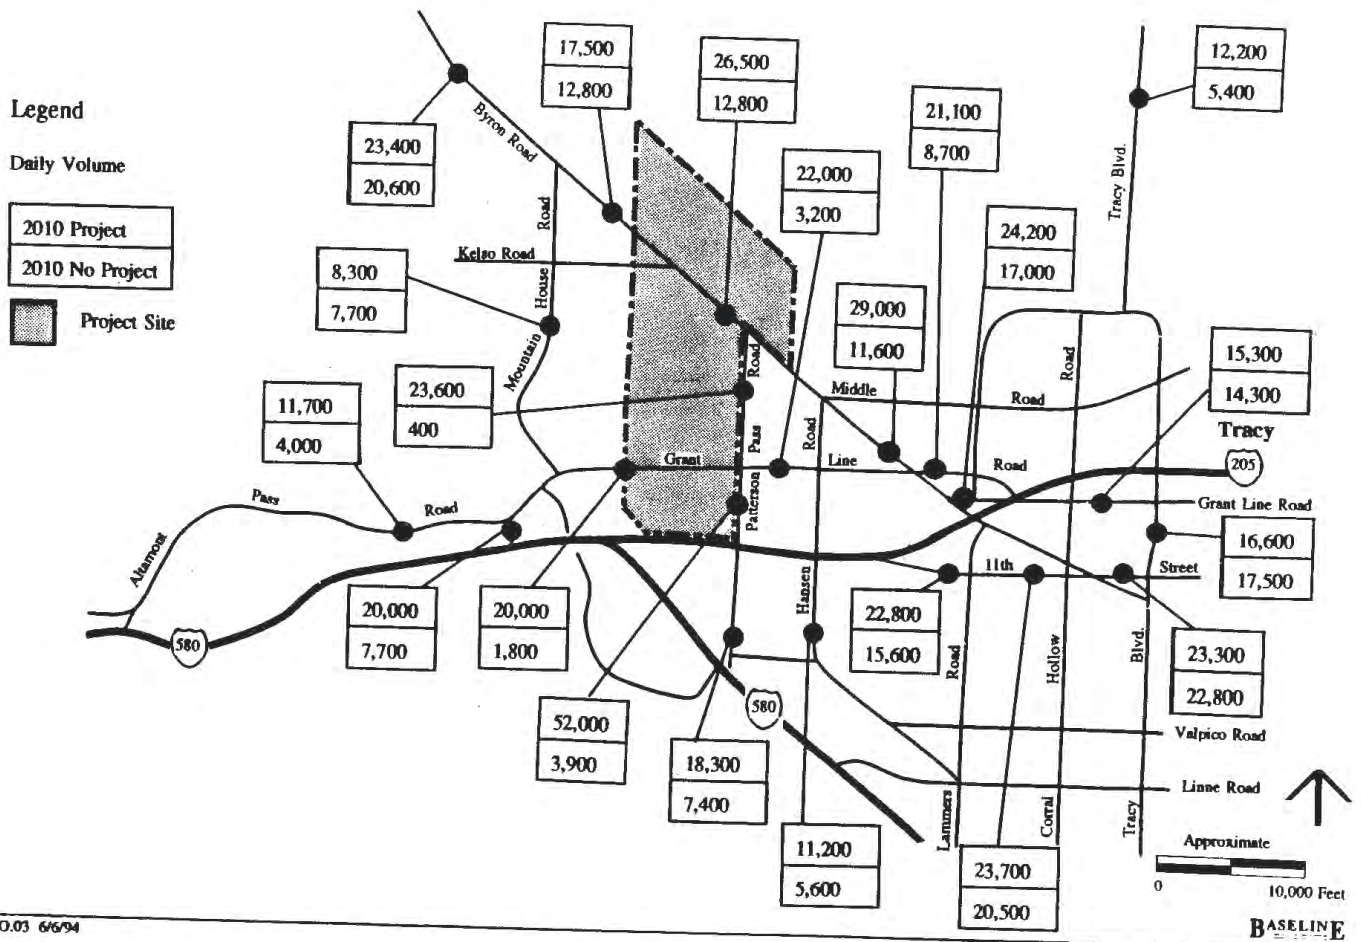 Legend
Daily Volume
2010 Project
2010 No Project
Project Site
17,500
12,800
26,500
12,800
12,200
5,400
23,400
20,600
21,100
8,700
22,000
3,200
24,200
17,000
8,300
7,700
29,000
11,600
15,300
14,300
23,600
400
11,700
4,000
16,600
17,500
20,000
7,700
20,000
1,800
22,800
15,600
23,300
22,800
52,000
3,900
18,300
7,400
11,200
5,600
23,700
20,500
Byron Road
Kelso Road
Mountain House Road
Tracy Blvd.
Patterson Pass Road
Middle Road
Hansen Road
Grant Line Road
Grant Line Road
Tracy
205
Altamont Pass Road
580
580
11th Street
Lammers Road
Corral Hollow Road
Tracy Blvd.
Valpico Road
Linne Road
Approximate
0
10,000 Feet
O.03 6/6/94
BASELINE